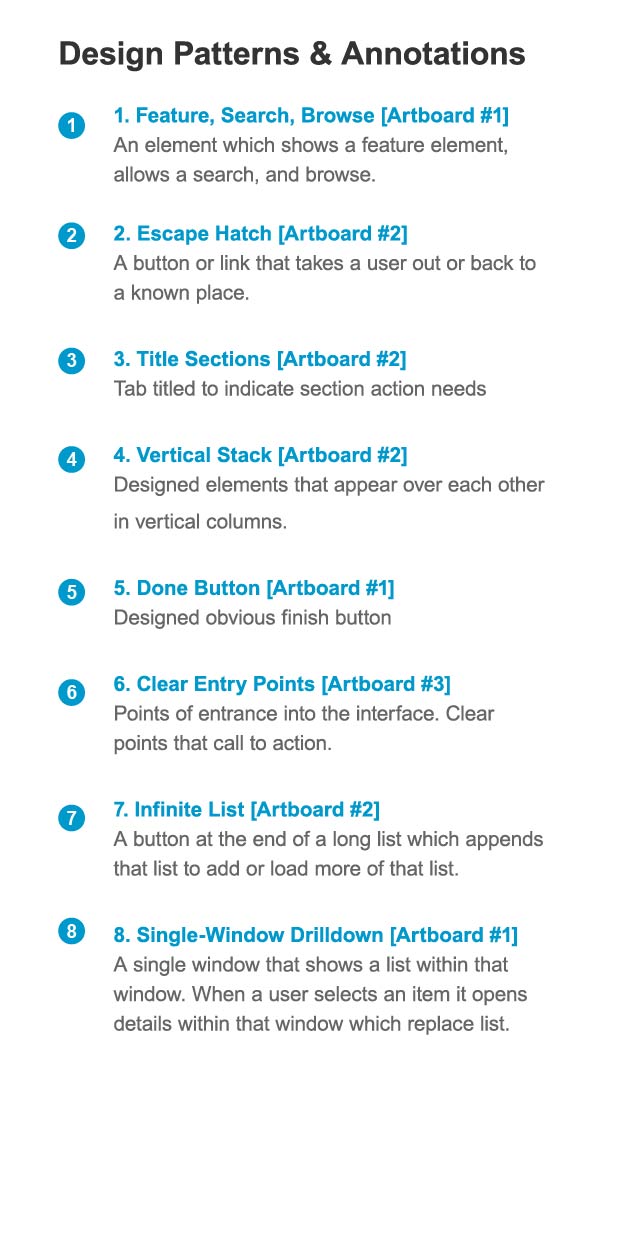 Design Patterns & Annotations
1 1. Feature, Search, Browse [Artboard #1]
An element which shows a feature element,
allows a search, and browse.
2 2. Escape Hatch [Artboard #2]
A button or link that takes a user out or back to
a known place.
3 3. Title Sections [Artboard #2]
Tab titled to indicate section action needs
4 4. Vertical Stack [Artboard #2]
Designed elements that appear over each other
in vertical columns.
5 5. Done Button [Artboard #1]
Designed obvious finish button
6 6. Clear Entry Points [Artboard #3]
Points of entrance into the interface. Clear
points that call to action.
7 7. Infinite List [Artboard #2]
A button at the end of a long list which appends
that list to add or load more of that list.
8 8. Single-Window Drilldown [Artboard #1]
A single window that shows a list within that
window. When a user selects an item it opens
details within that window which replace list.